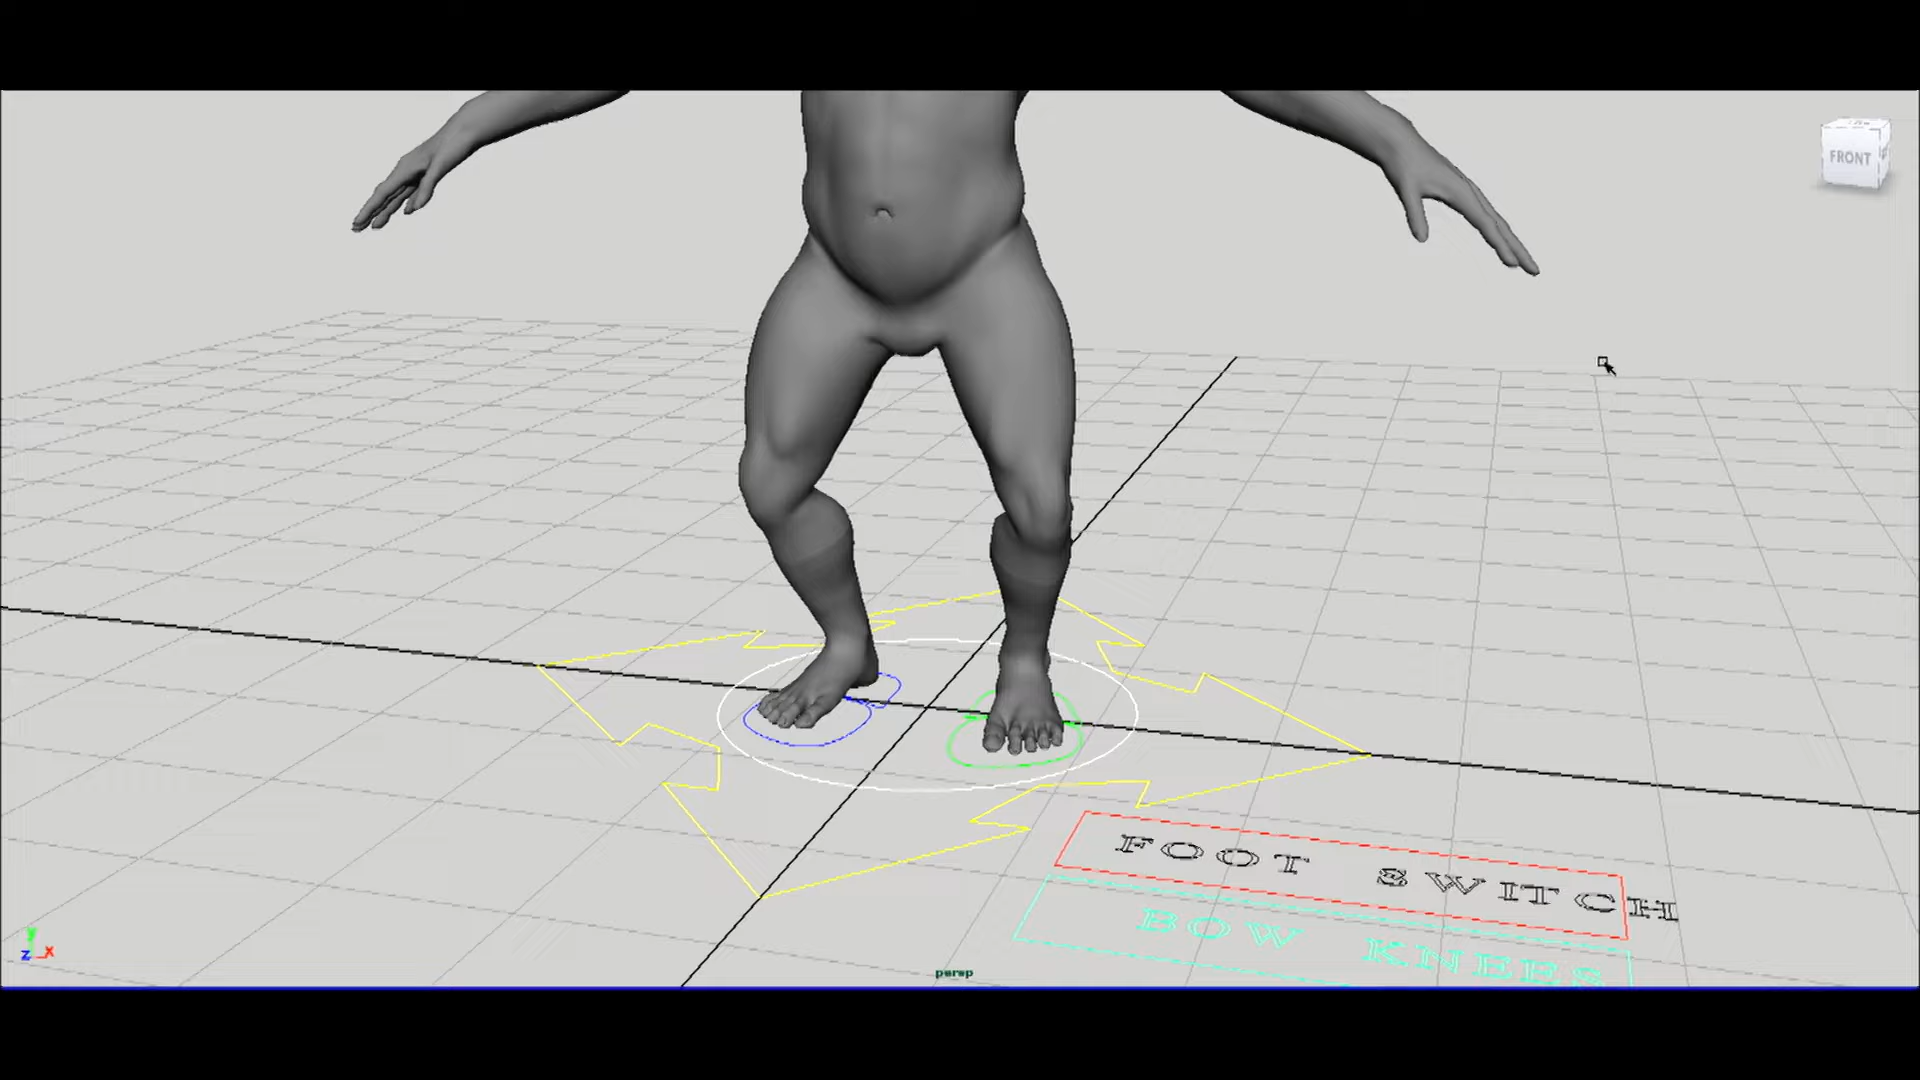 FRONT
FOOT SWITCH
BOW KNEES
y
z x
persp